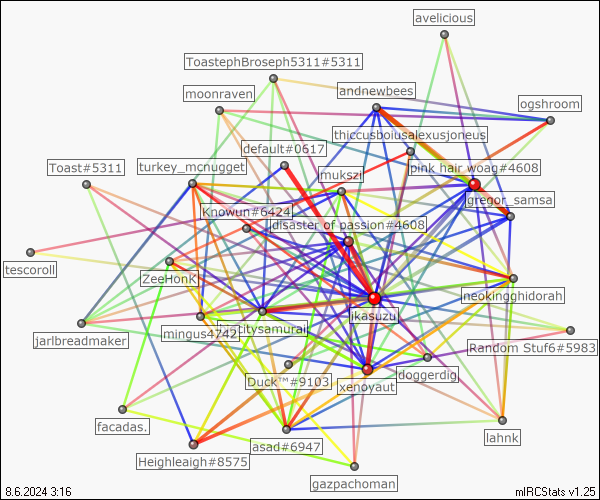 avelicious
ToastephBroseph5311#5311
andnewbees
moonraven
ogshroom
thiccusboiusalexusjoneus
default#0617
Toast#5311
turkey_mcnugget
mukszi
pink hair woag#4608
gregor_samsa
Knowun#6424
disaster of passion#4608
tescoroll
ZeeHonK
neokingghidorah
jkasuzu
mingus4742
citysamurai
jarlbreadmaker
Random Stuf6#5983
Duck™#9103
xenoyaut
doggerdig
facadas.
asad#6947
lahnk
Heighleaigh#8575
gazpachoman
8.6.2024 3:16
mIRCStats v1.25